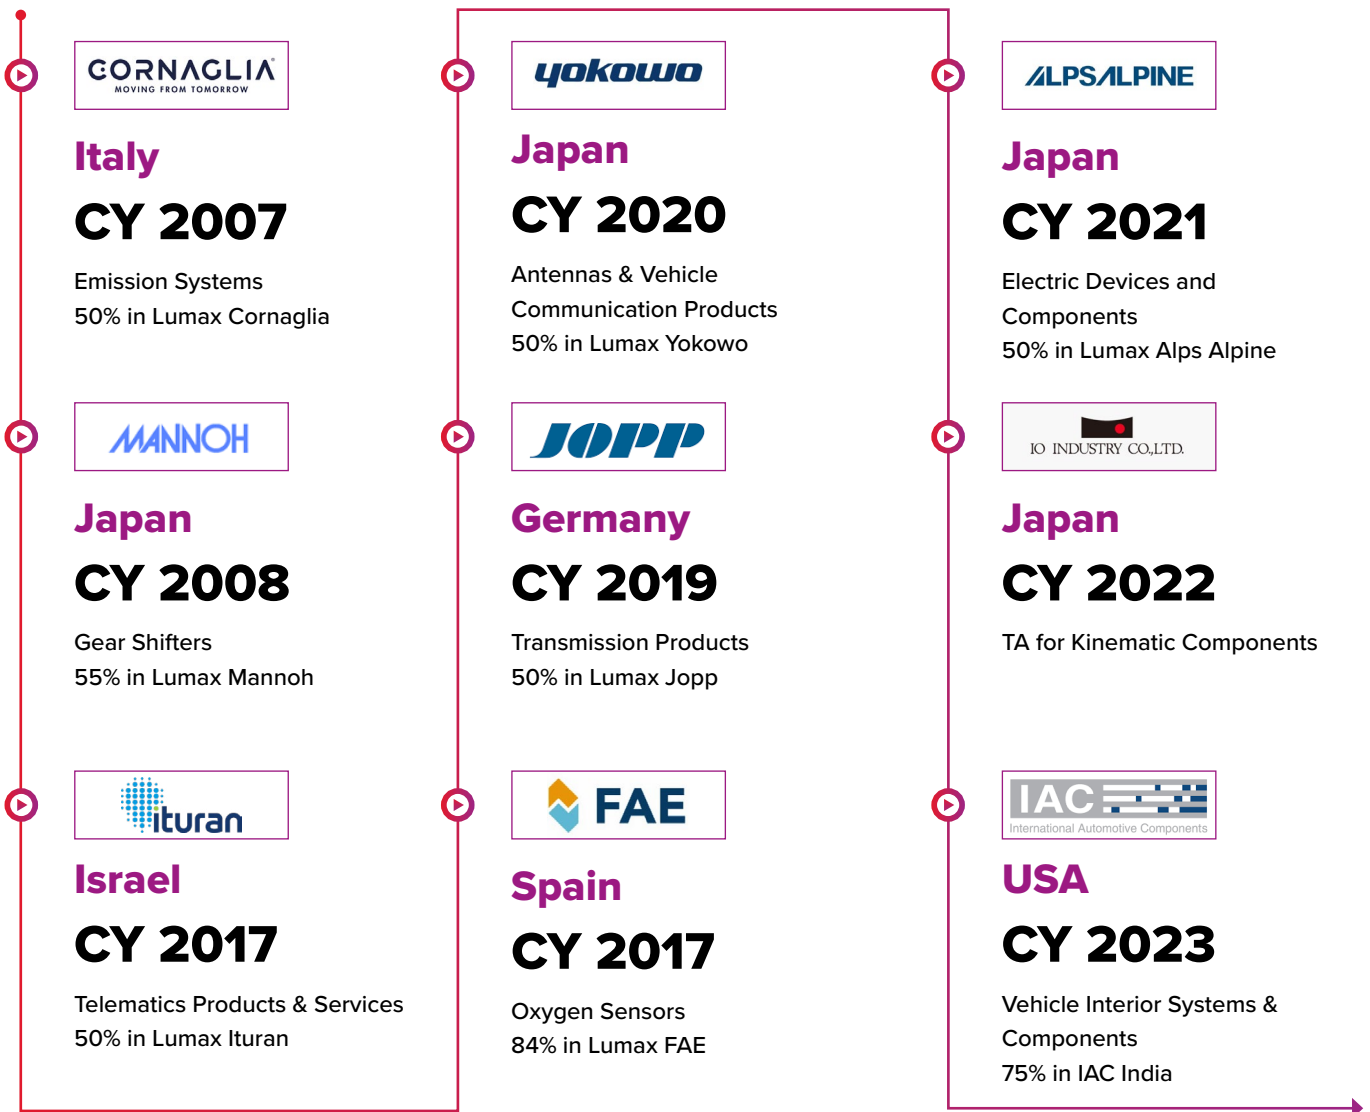 CORNAGLIA
MOVING FROM TOMORROW
Italy
CY 2007
Emission Systems
50% in Lumax Cornaglia
MANNOH
Japan
CY 2008
Gear Shifters
55% in Lumax Mannoh
ituran
Israel
CY 2017
Telematics Products & Services
50% in Lumax Ituran
FAE
Spain
CY 2017
Oxygen Sensors
84% in Lumax FAE
JOPP
Germany
CY 2019
Transmission Products
50% in Lumax Jopp
yokowo
Japan
CY 2020
Antennas & Vehicle
Communication Products
50% in Lumax Yokowo
ALPSALPINE
Japan
CY 2021
Electric Devices and
Components
50% in Lumax Alps Alpine
IO INDUSTRY CO.,LTD.
Japan
CY 2022
TA for Kinematic Components
IAC
International Automotive Components
USA
CY 2023
Vehicle Interior Systems &
Components
75% in IAC India